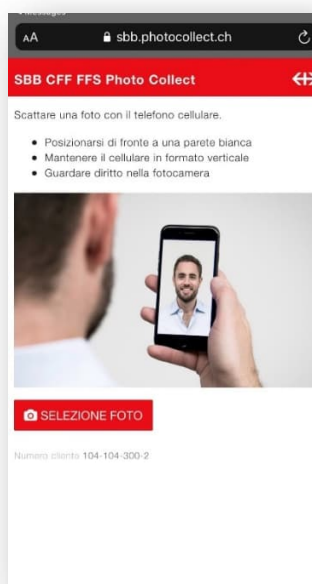 AA sbb.photocollect.ch
SBB CFF FFS Photo Collect
Scattare una foto con il telefono cellulare.
• Posizionarsi di fronte a una parete bianca
• Mantenere il cellulare in formato verticale
• Guardare diritto nella fotocamera
SELEZIONE FOTO
Numero cliente 104-104-300-2